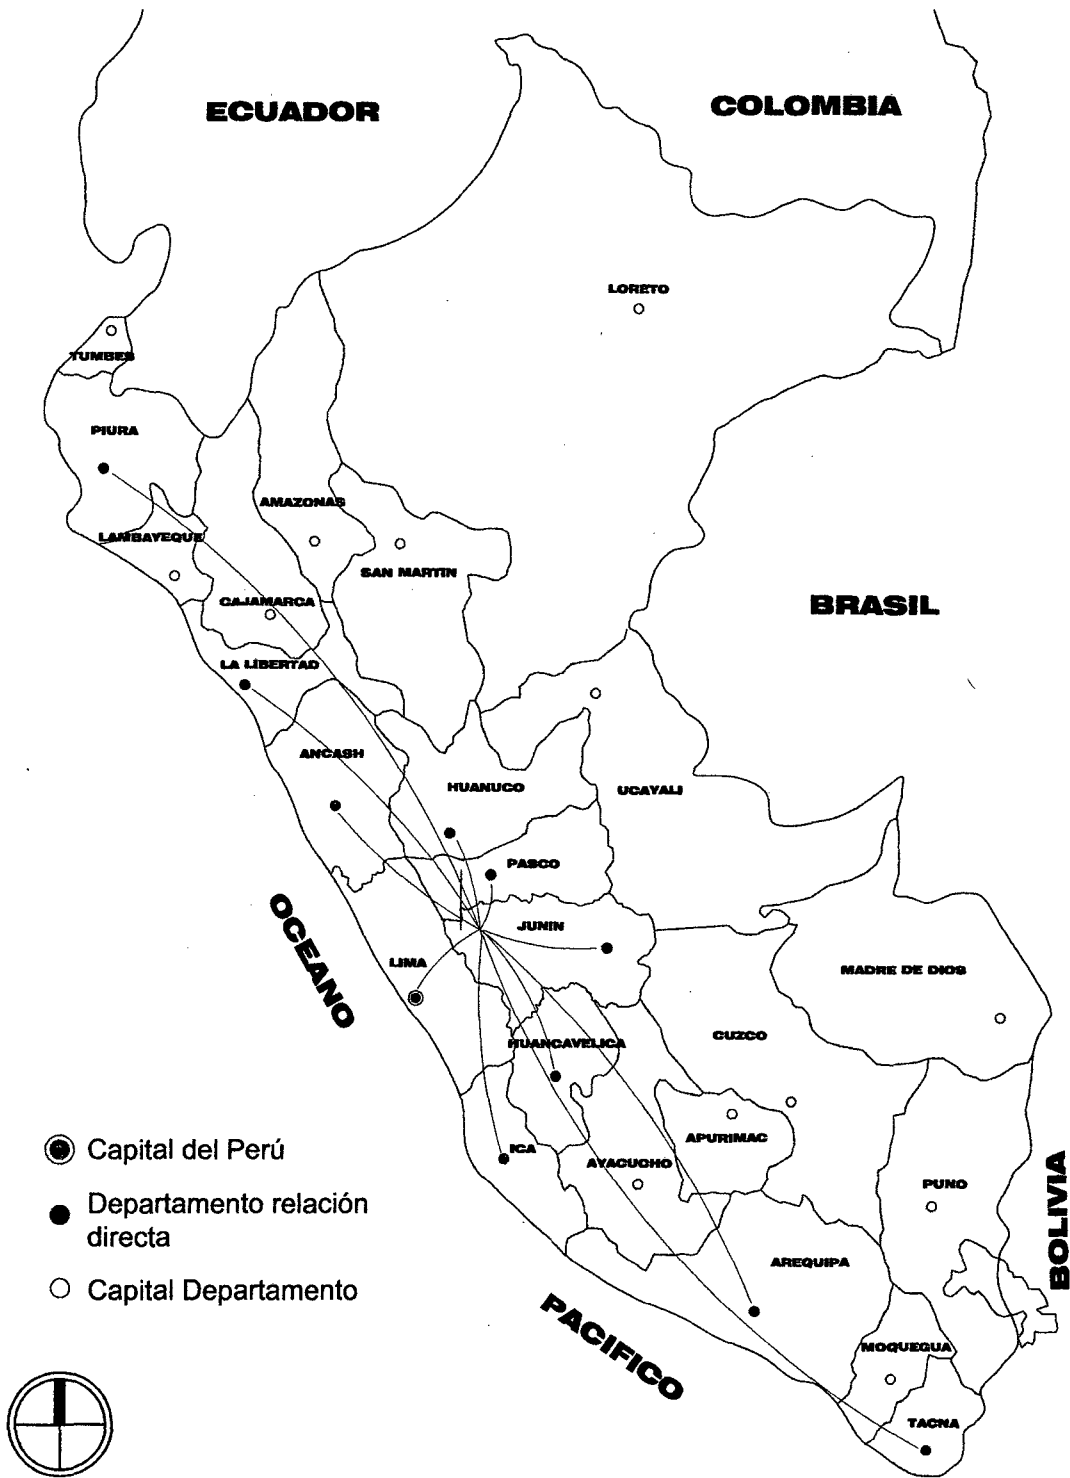 ECUADOR
COLOMBIA
LORETO
TUMBES
PIURA
AMAZONAS
LAMBAYEQUE
SAN MARTIN
CAJAMARCA
BRASIL
LA LIBERTAD
ANCASH
HUANUCO
UCAYALI
PASCO
JUNIN
OCEANO
LIMA
MADRE DE DIOS
CUZCO
HUANCAVELICA
APURIMAC
ICA
AYACUCHO
PUNO
BOLIVIA
AREQUIPA
PACIFICO
MOQUEGUA
TACNA
Capital del Perú
Departamento relación
directa
Capital Departamento